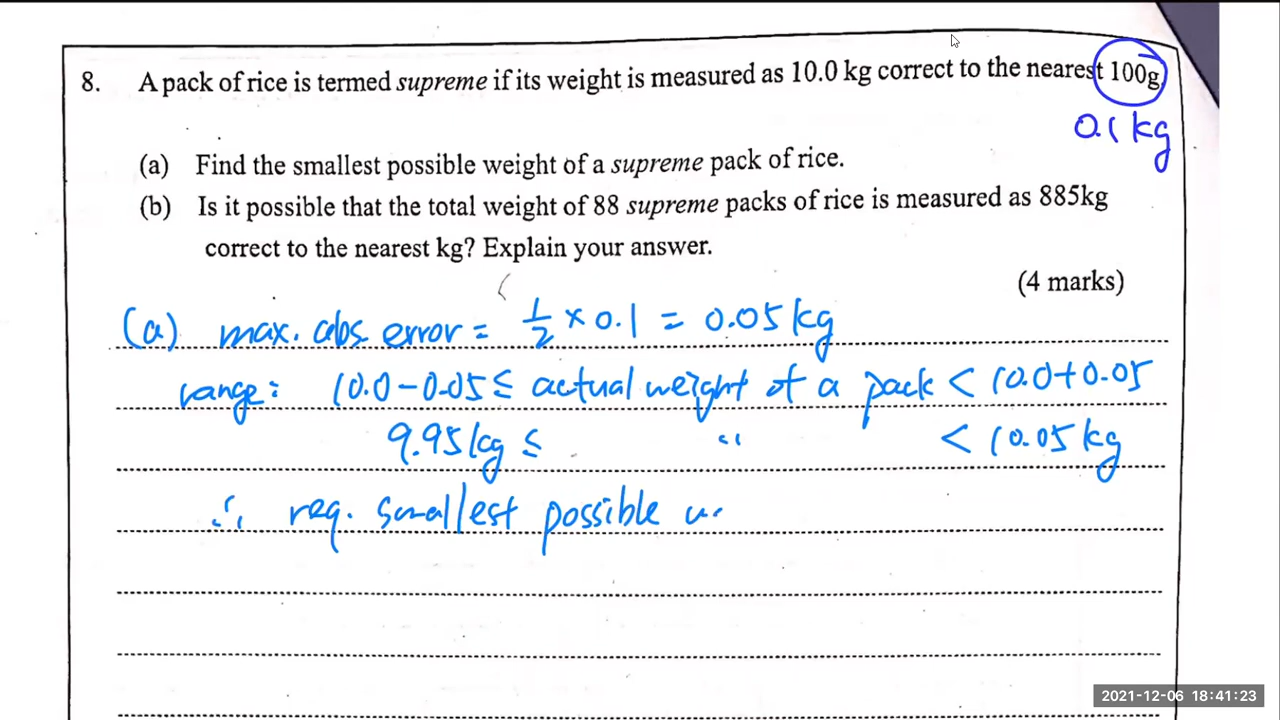 8. A pack of rice is termed supreme if its weight is measured as 10.0 kg correct to the nearest 100g
0.1 kg
(a) Find the smallest possible weight of a supreme pack of rice.
(b) Is it possible that the total weight of 88 supreme packs of rice is measured as 885kg
correct to the nearest kg? Explain your answer.
(4 marks)
(a) max. abs error = 1/2 × 0.1 = 0.05 kg
range: 10.0 - 0.05 ≤ actual weight of a pack < 10.0 + 0.05
9.95 kg ≤ " < 10.05 kg
∴ req. smallest possible
2021-12-06 18:41:23